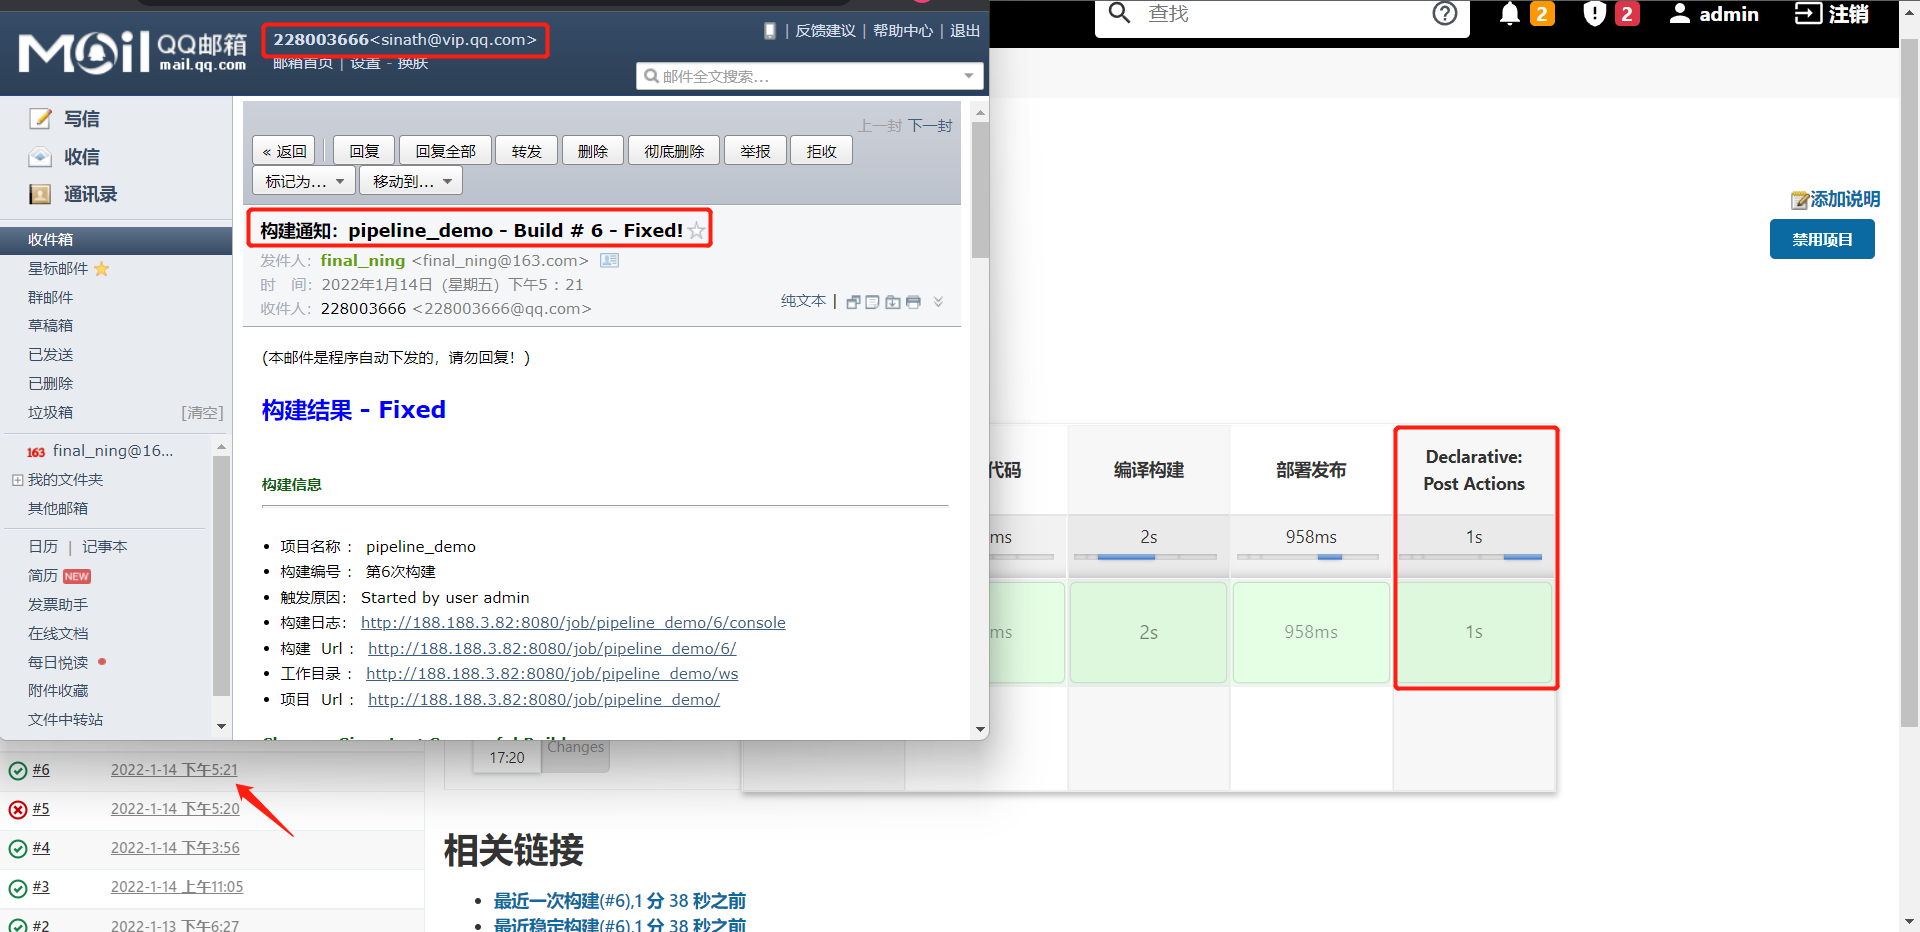 MOil QQ邮箱 mail.qq.com
228003666<sinath@vip.qq.com>
邮箱首页 | 设置 - 换肤
| 反馈建议 | 帮助中心 | 退出
邮件全文搜索...
查找
2
2
admin
注销
写信
收信
通讯录
收件箱
星标邮件
群邮件
草稿箱
已发送
已删除
垃圾箱 [清空]
163 final_ning@16...
我的文件夹
其他邮箱
日历 | 记事本
简历 NEW
发票助手
在线文档
每日悦读
附件收藏
文件中转站
上一封 下一封
« 返回 回复 回复全部 转发 删除 彻底删除 举报 拒收
标记为... 移动到...
构建通知：pipeline_demo - Build # 6 - Fixed!
发件人：final_ning <final_ning@163.com>
时 间：2022年1月14日（星期五）下午5：21
收件人：228003666 <228003666@qq.com>
纯文本 |
(本邮件是程序自动下发的，请勿回复！)
构建结果 - Fixed
构建信息
• 项目名称 ： pipeline_demo
• 构建编号 ： 第6次构建
• 触发原因： Started by user admin
• 构建日志： http://188.188.3.82:8080/job/pipeline_demo/6/console
• 构建 Url ： http://188.188.3.82:8080/job/pipeline_demo/6/
• 工作目录 ： http://188.188.3.82:8080/job/pipeline_demo/ws
• 项目 Url ： http://188.188.3.82:8080/job/pipeline_demo/
添加说明
禁用项目
代码 编译构建 部署发布 Declarative: Post Actions
ms 2s 958ms 1s
ms 2s 958ms 1s
17:20
Changes
#6 2022-1-14 下午5:21
#5 2022-1-14 下午5:20
#4 2022-1-14 下午3:56
#3 2022-1-14 上午11:05
#2 2022-1-13 下午6:27
相关链接
• 最近一次构建(#6),1 分 38 秒之前
• 最近稳定构建(#6),1 分 38 秒之前